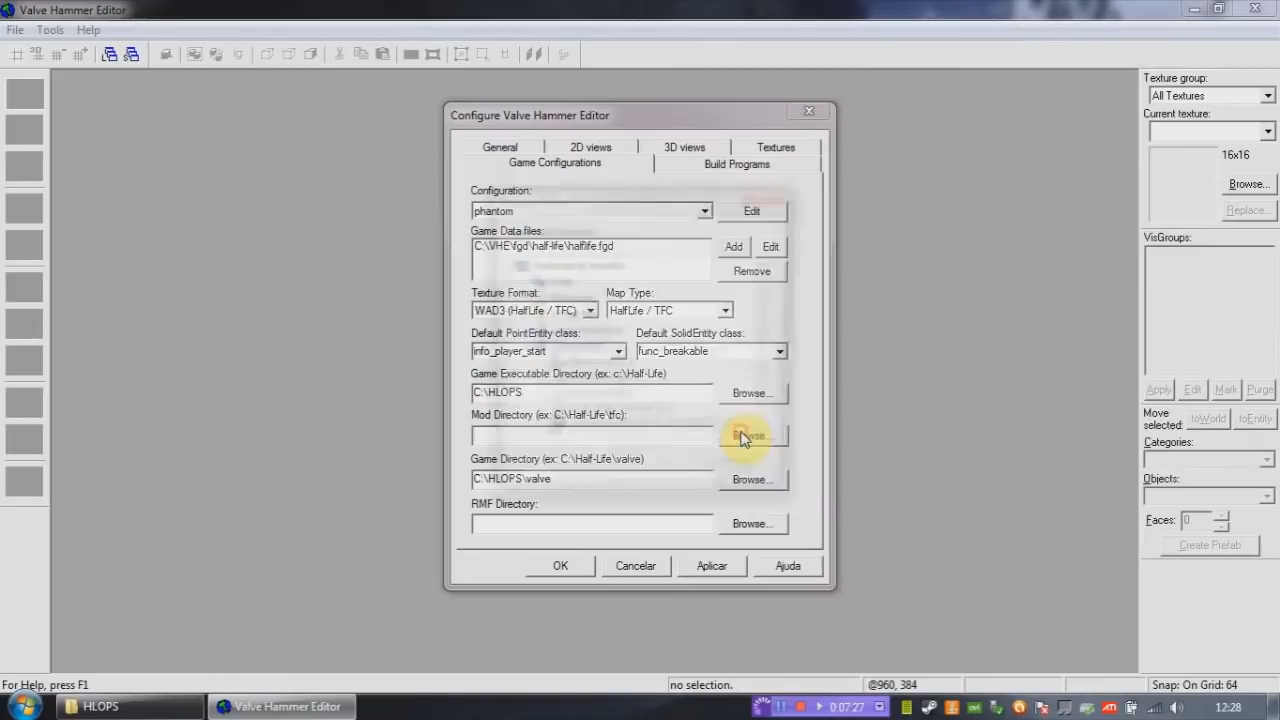 Valve Hammer Editor
File Tools Help
Texture group:
All Textures
Current texture:
16x16
Browse...
Replace...
VisGroups:
Apply Edit Mark Purge
Move selected: toWorld toEntity
Categories:
Objects:
Faces: 0
Create Prefab
Configure Valve Hammer Editor
General 2D views 3D views Textures
Game Configurations Build Programs
Configuration:
phantom Edit
Game Data files:
C:\VHE\fgd\half-life\halflife.fgd Add Edit
Remove
Texture Format: Map Type:
WAD3 (HalfLife / TFC) HalfLife / TFC
Default PointEntity class: Default SolidEntity class:
info_player_start func_breakable
Game Executable Directory (ex: c:\Half-Life)
C:\HLOPS Browse...
Mod Directory (ex: C:\Half-Life\tfc):
Browse...
Game Directory (ex: C:\Half-Life\valve)
C:\HLOPS\valve Browse...
RMF Directory:
Browse...
OK Cancelar Aplicar Ajuda
For Help, press F1 no selection. @960, 384 Snap: On Grid: 64
HLOPS Valve Hammer Editor 0:07:27 12:28